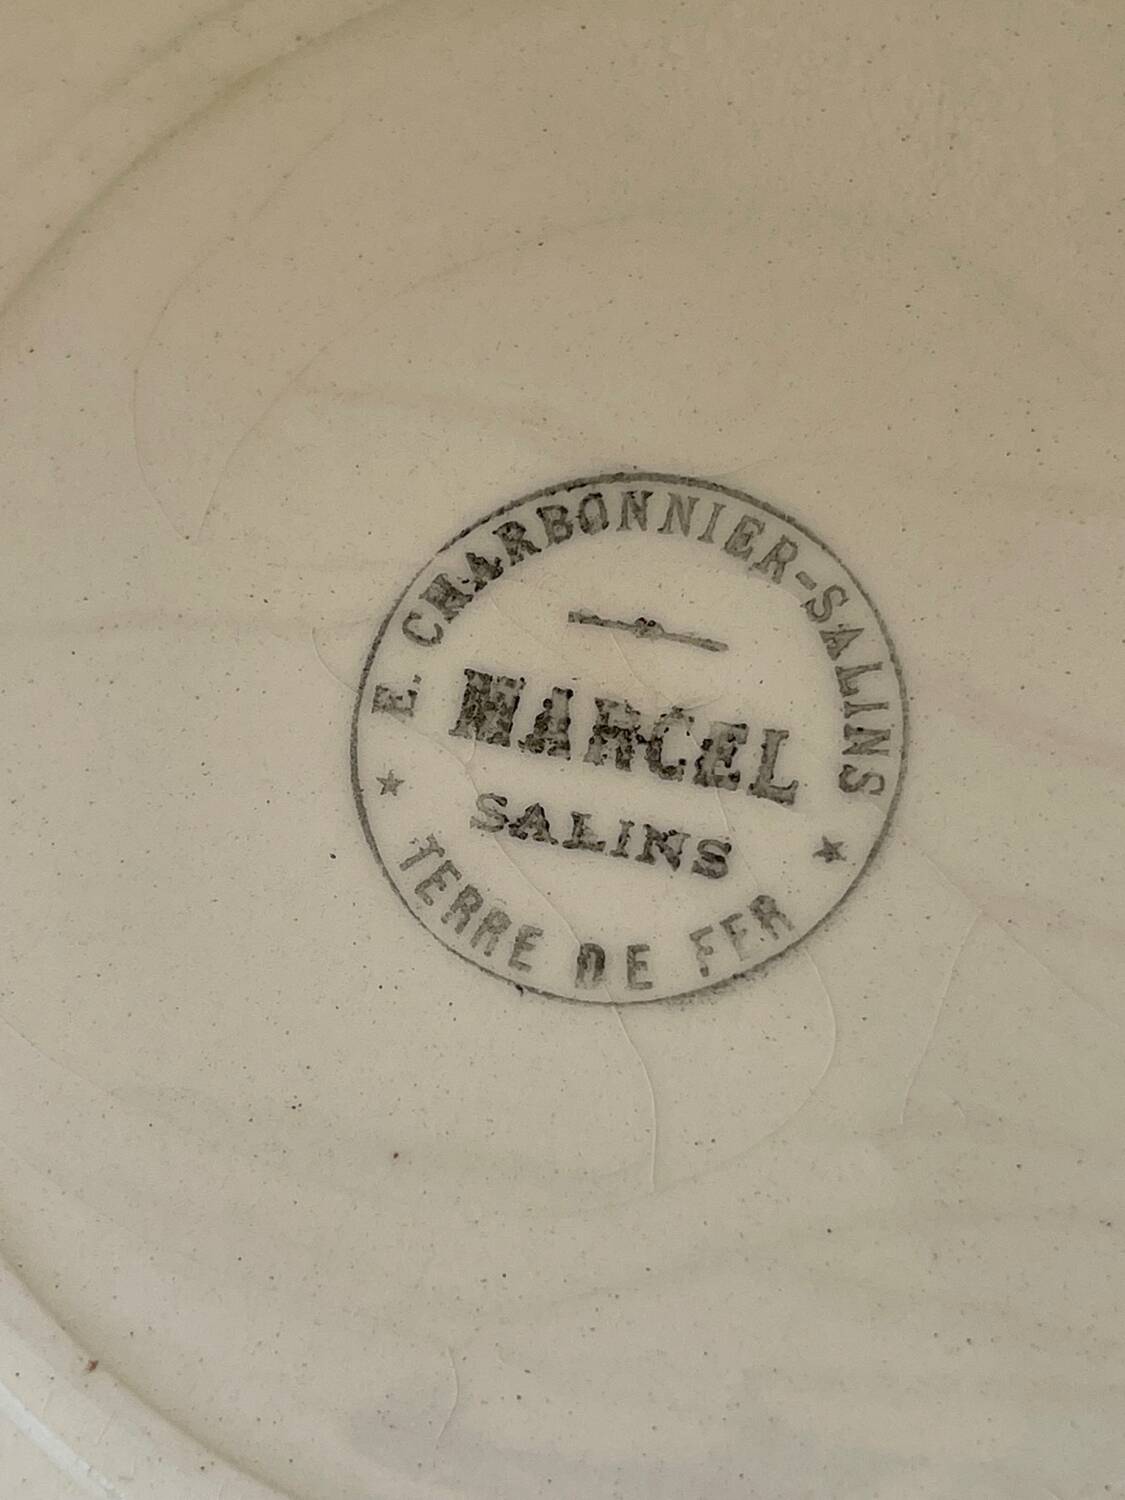 E. CHARBONNIER-SALINS
MARCEL
SALINS
★ TERRE DE FER ★